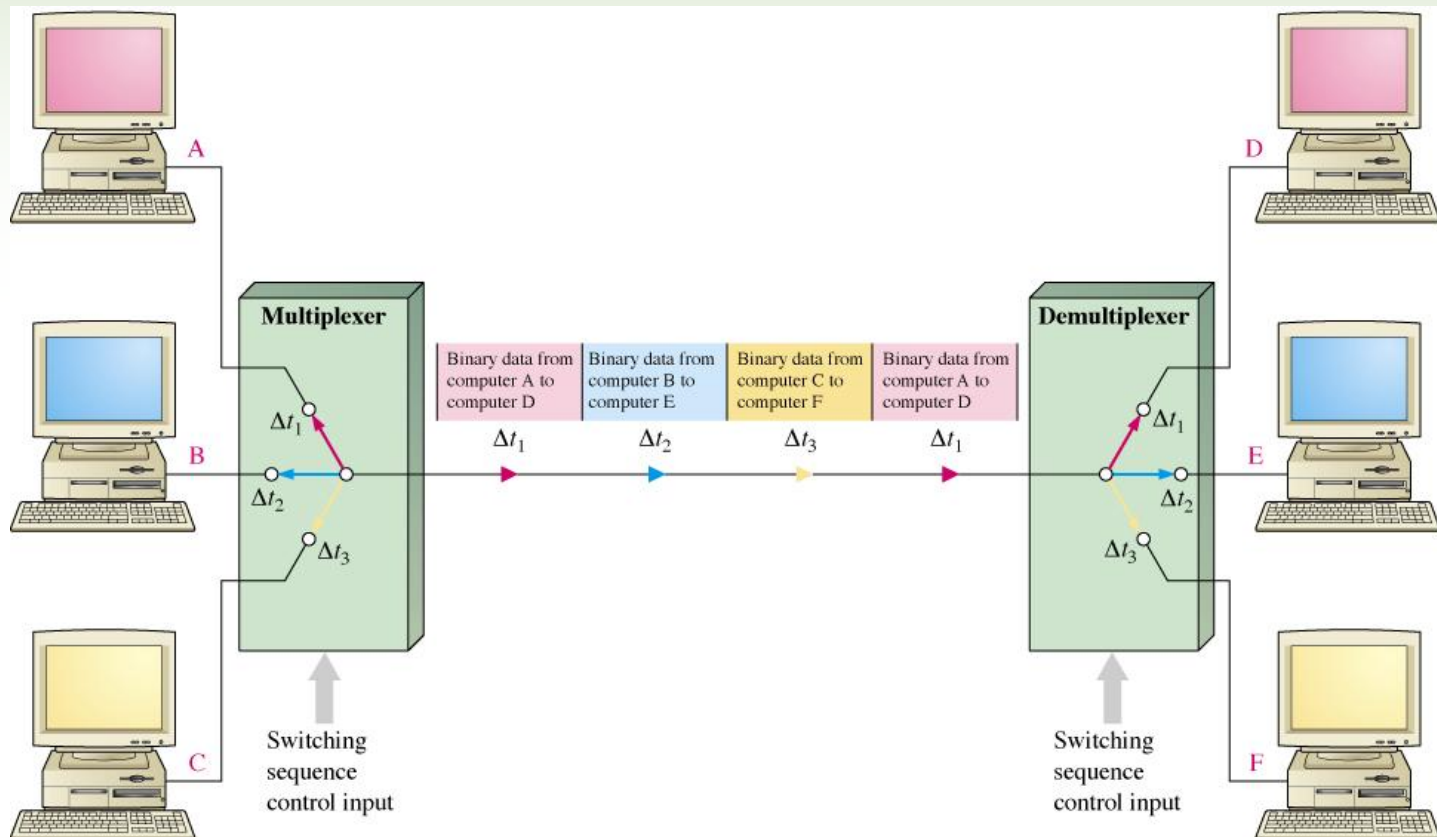 A
D
Multiplexer
Demultiplexer
Binary data from
computer A to
computer D
Binary data from
computer B to
computer E
Binary data from
computer C to
computer F
Binary data from
computer A to
computer D
Δt₁
Δt₂
Δt₃
Δt₁
Δt₁
B
Δt₂
Δt₃
Δt₁
E
Δt₂
Δt₃
C
Switching
sequence
control input
Switching
sequence
control input
F